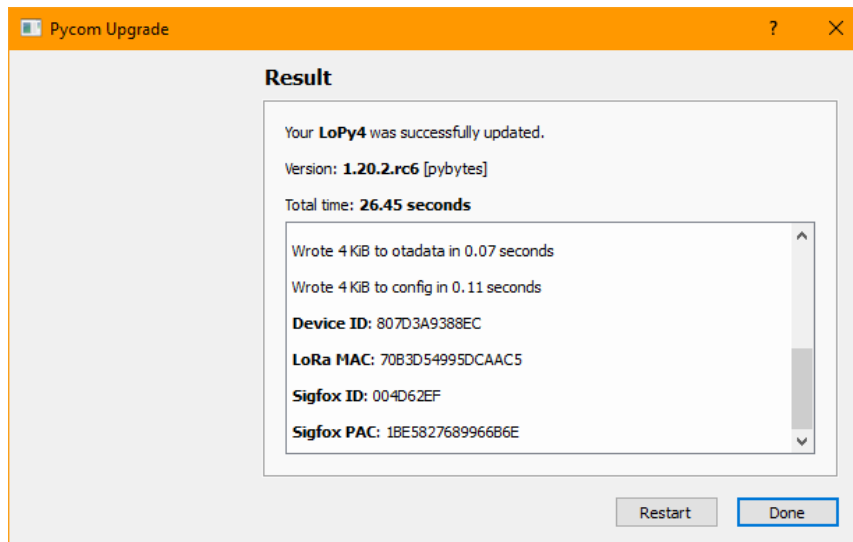 Pycom Upgrade
Result
Your LoPy4 was successfully updated.
Version: 1.20.2.rc6 [pybytes]
Total time: 26.45 seconds
Wrote 4 KiB to otadata in 0.07 seconds
Wrote 4 KiB to config in 0.11 seconds
Device ID: 807D3A9388EC
LoRa MAC: 70B3D54995DCAAC5
Sigfox ID: 004D62EF
Sigfox PAC: 1BE5827689966B6E
Restart Done